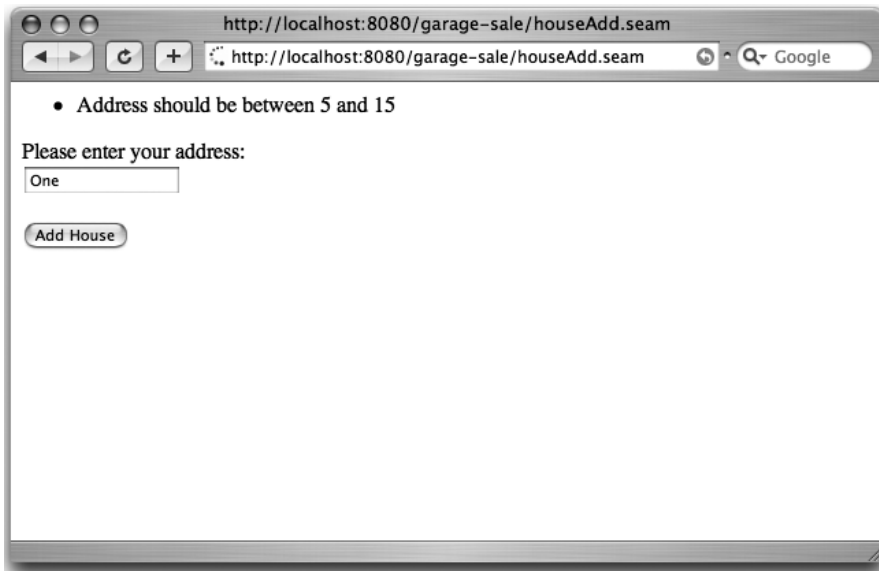 http://localhost:8080/garage-sale/houseAdd.seam
http://localhost:8080/garage-sale/houseAdd.seam
Google
• Address should be between 5 and 15
Please enter your address:
One
Add House